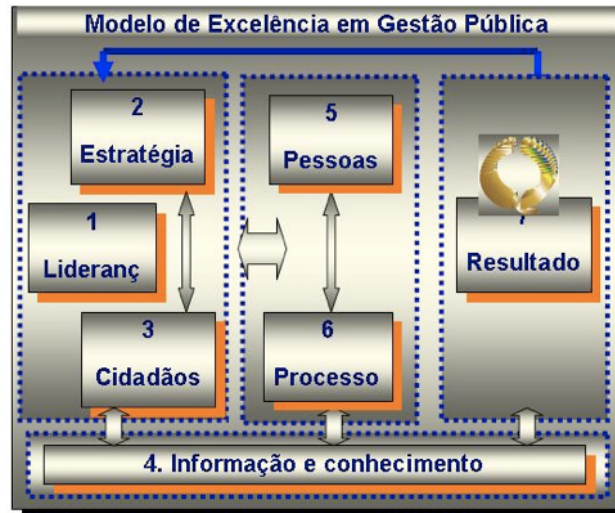 Modelo de Excelência em Gestão Pública
2
Estratégia
1
Lideranç
3
Cidadãos
5
Pessoas
6
Processo
Resultado
4. Informação e conhecimento